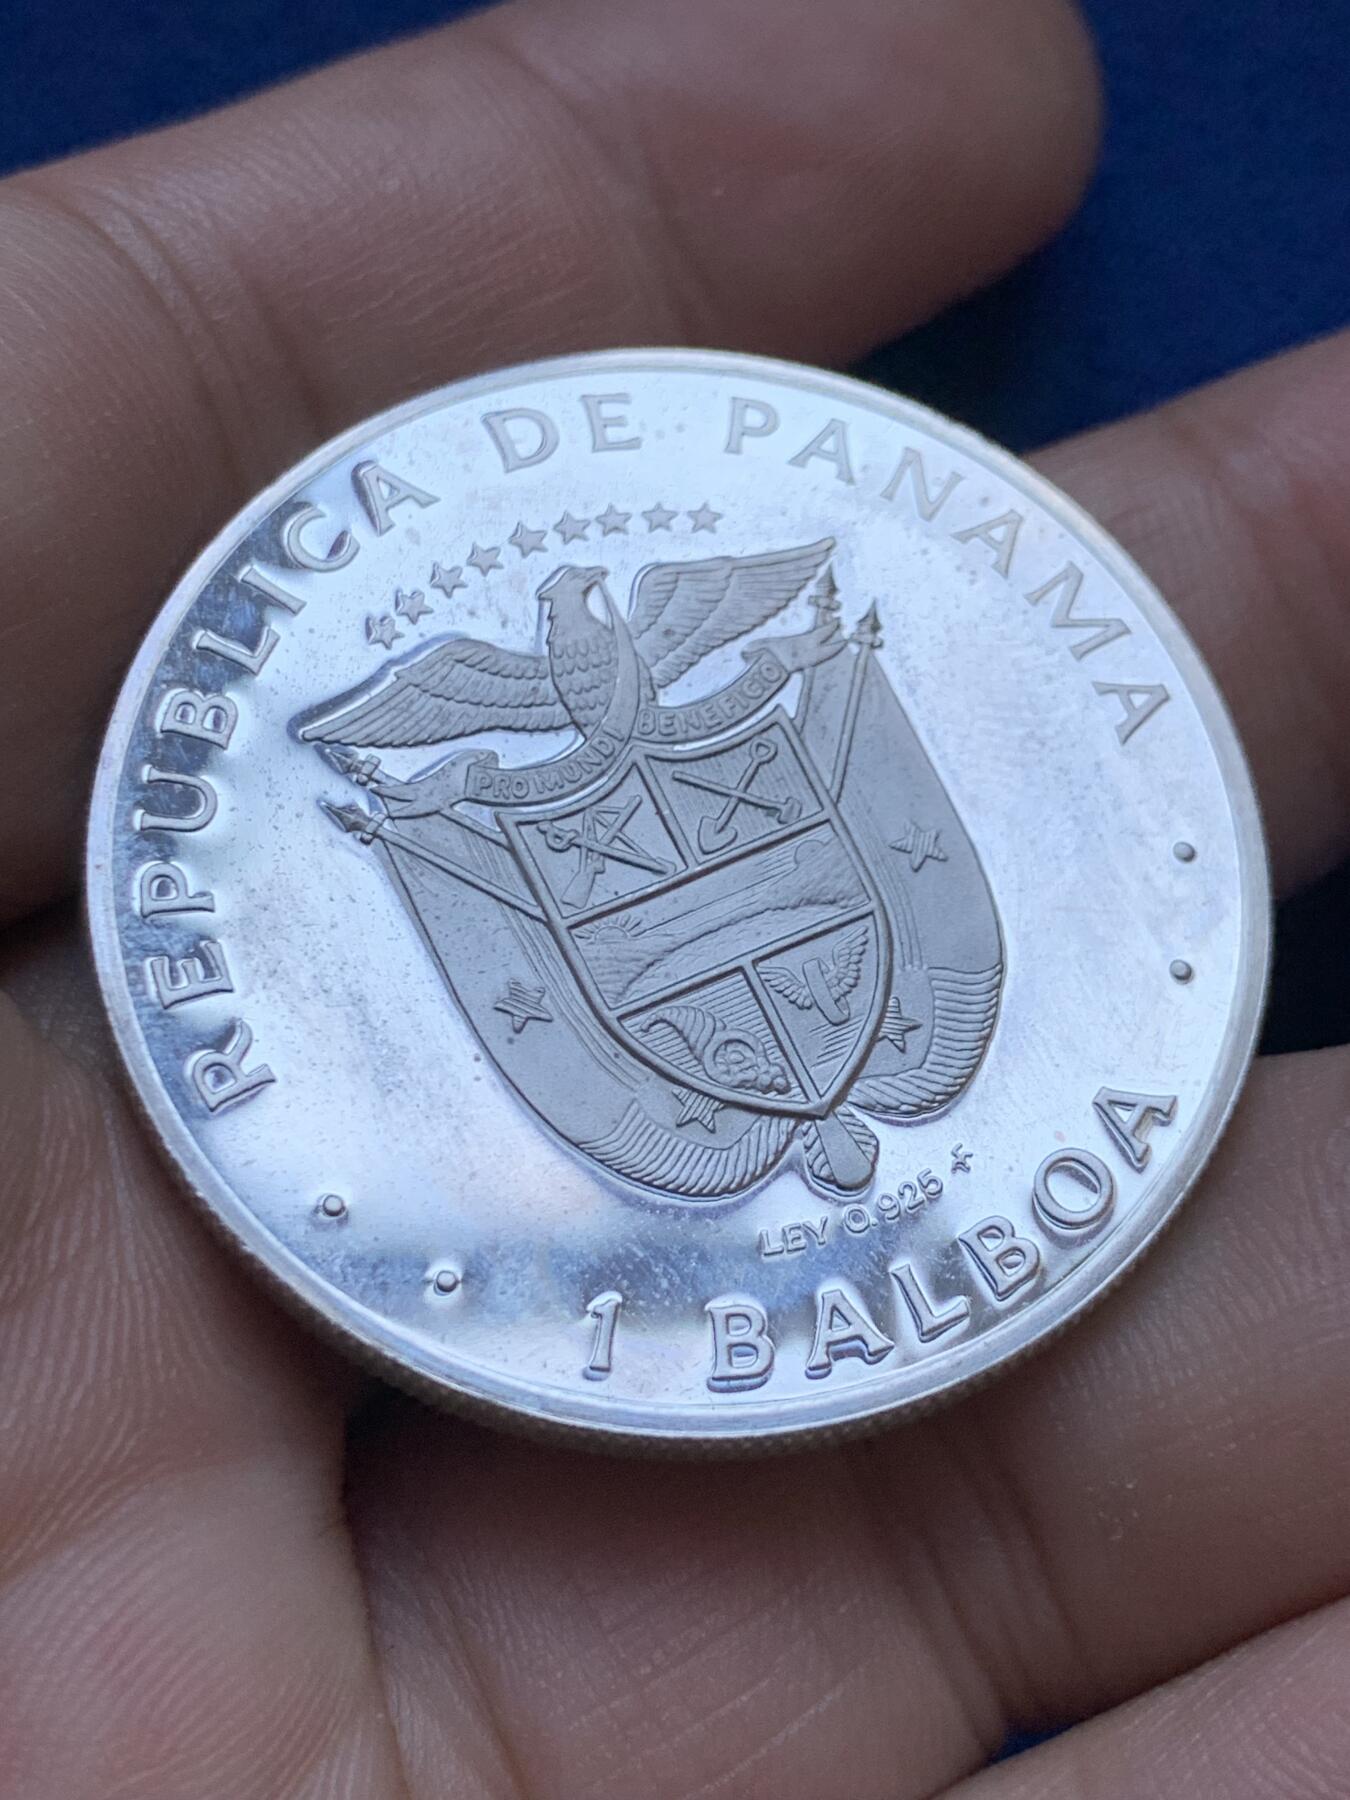 REPUBLICA DE PANAMA
PRO MUNDI BENEFICIO
LEY 0.925
1 BALBOA